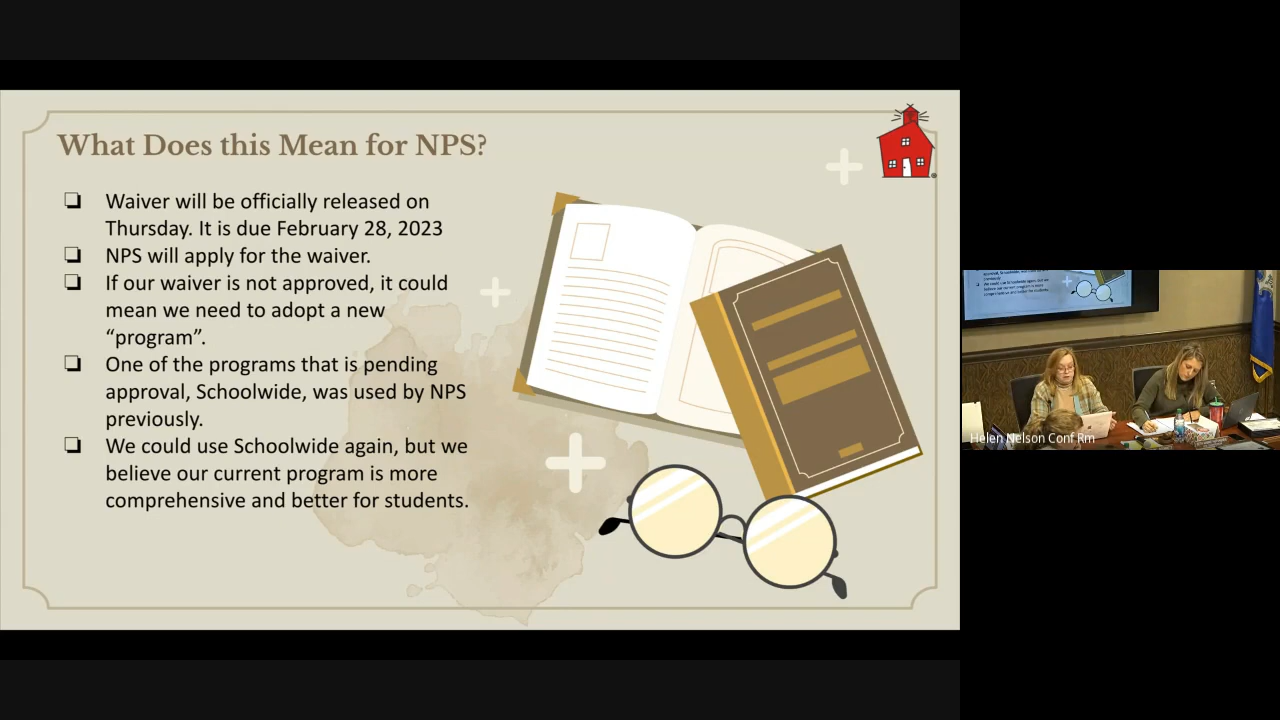 What Does this Mean for NPS?
❏ Waiver will be officially released on
Thursday. It is due February 28, 2023
❏ NPS will apply for the waiver.
❏ If our waiver is not approved, it could
mean we need to adopt a new
“program”.
❏ One of the programs that is pending
approval, Schoolwide, was used by NPS
previously.
❏ We could use Schoolwide again, but we
believe our current program is more
comprehensive and better for students.
Helen Nelson Conf Rm